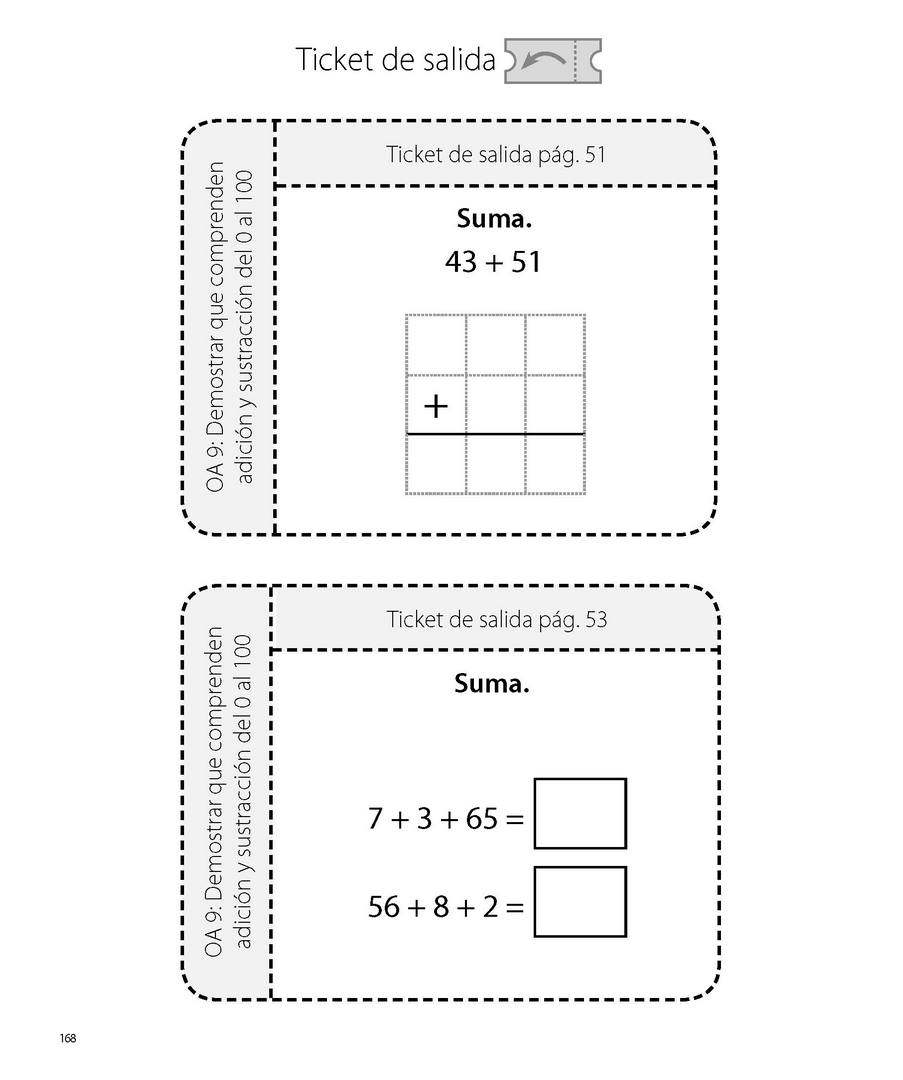 Ticket de salida
Ticket de salida pág. 51
OA 9: Demostrar que comprenden
adición y sustracción del 0 al 100
Suma.
43 + 51
+
Ticket de salida pág. 53
OA 9: Demostrar que comprenden
adición y sustracción del 0 al 100
Suma.
7 + 3 + 65 =
56 + 8 + 2 =
168